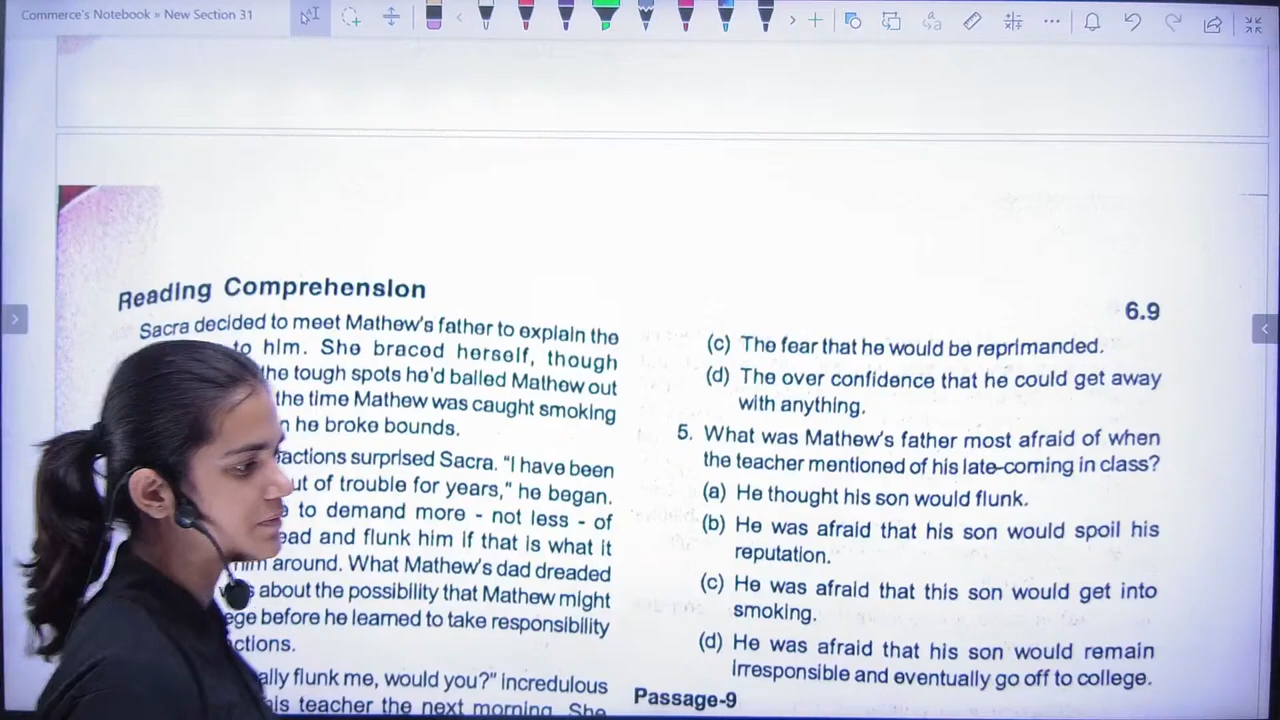 Commerce's Notebook » New Section 31
Reading Comprehension
Sacra decided to meet Mathew's father to explain the
to him. She braced herself, though
the tough spots he'd balled Mathew out
the time Mathew was caught smoking
he broke bounds.
actions surprised Sacra. "I have been
ut of trouble for years," he began.
to demand more - not less - of
ead and flunk him if that is what it
him around. What Mathew's dad dreaded
about the possibility that Mathew might
ege before he learned to take responsibility
ctions.
ally flunk me, would you?" incredulous
his teacher the next morning. She
6.9
(c) The fear that he would be reprimanded.
(d) The over confidence that he could get away
with anything.
5. What was Mathew's father most afraid of when
the teacher mentioned of his late-coming in class?
(a) He thought his son would flunk.
(b) He was afraid that his son would spoil his
reputation.
(c) He was afraid that this son would get into
smoking.
(d) He was afraid that his son would remain
irresponsible and eventually go off to college.
Passage-9